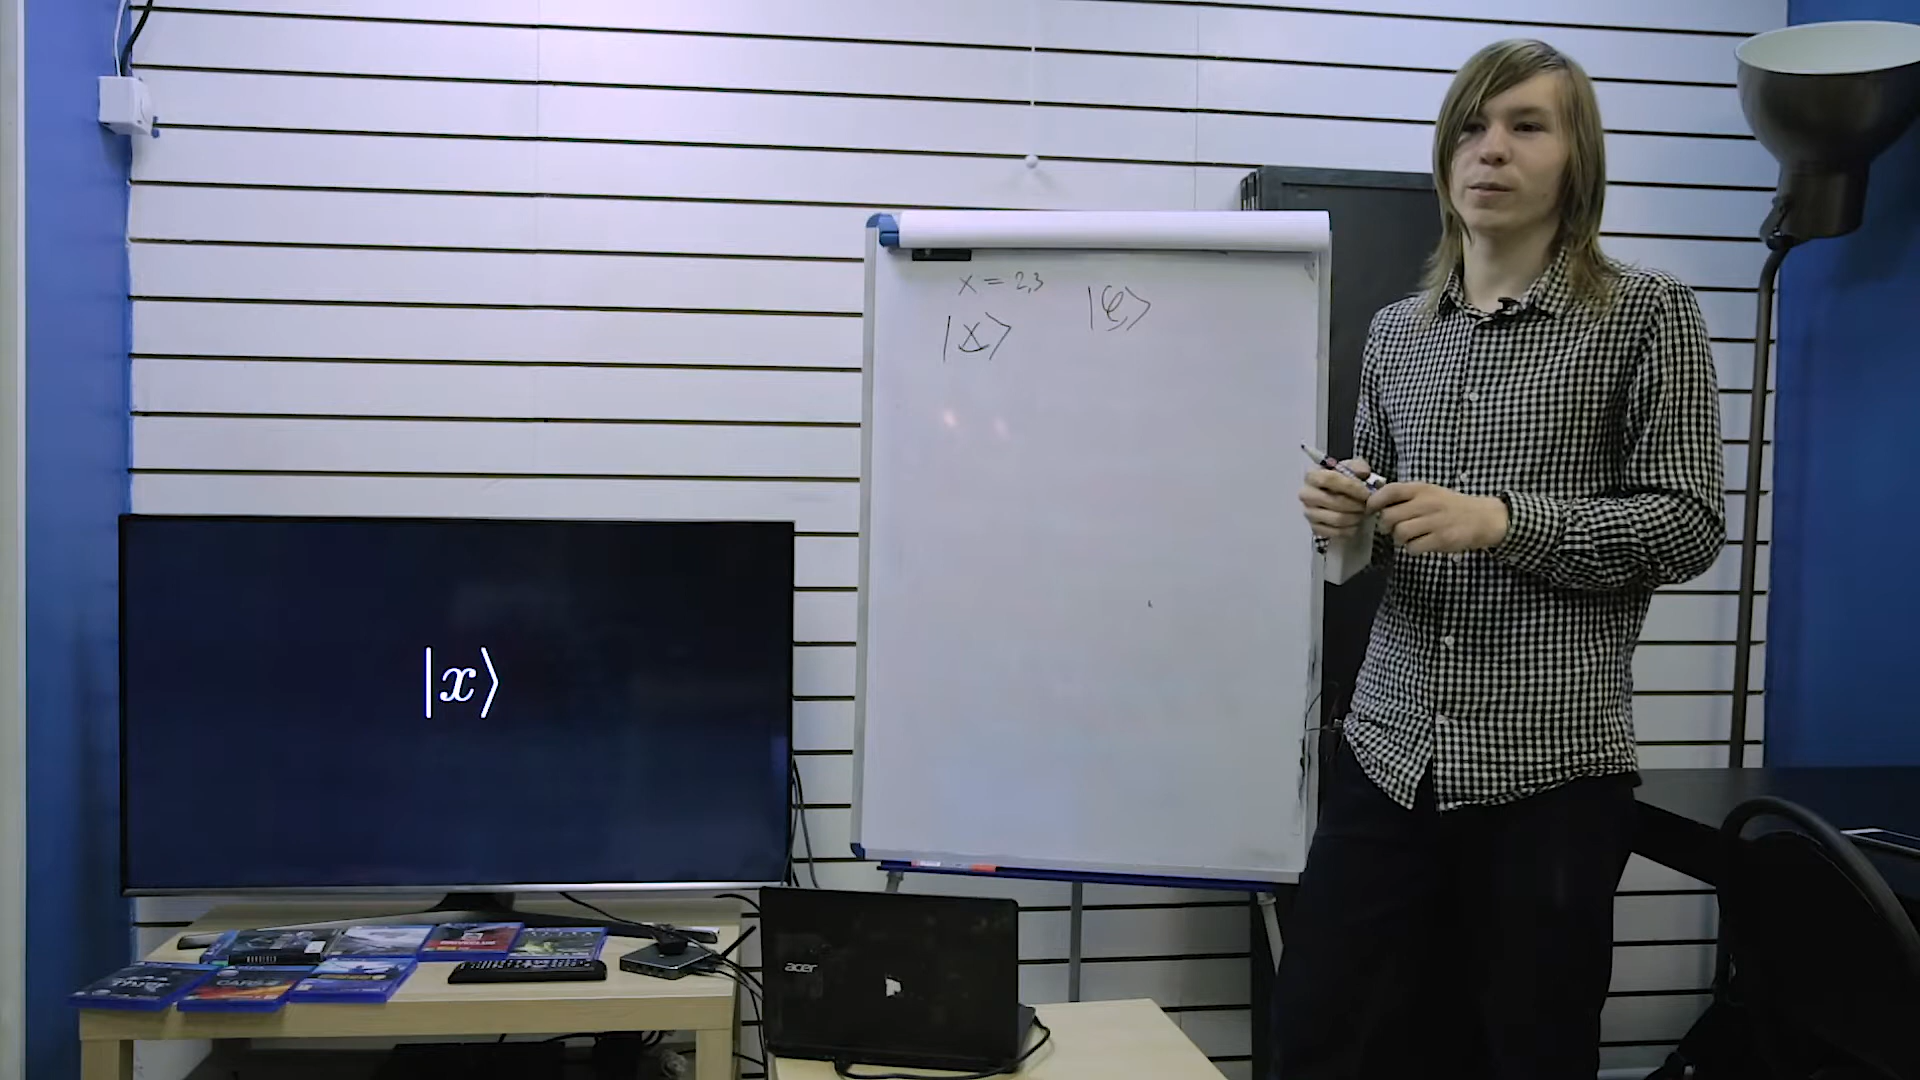 x = 2,3
|x⟩ |φ⟩
|x⟩
acer